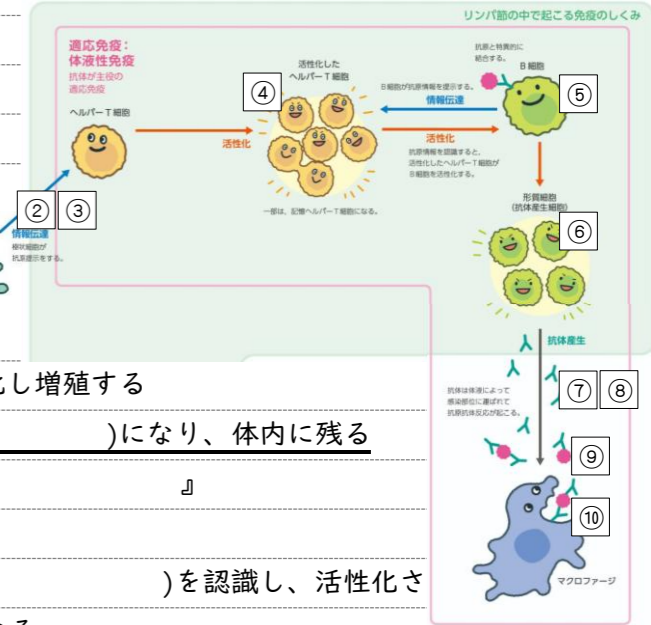 リンパ節の中で起こる免疫のしくみ
適応免疫：
体液性免疫
抗体が主役の
適応免疫
ヘルパーT細胞
活性化
②
③
情報伝達
樹状細胞が
抗原提示をする。
活性化した
ヘルパーT細胞
④
一部は、記憶ヘルパーT細胞になる。
B細胞が抗原情報を提示する。
情報伝達
活性化
抗原情報を認識すると、
活性化したヘルパーT細胞が
B細胞を活性化する。
抗原と特異的に
結合する。
B細胞
⑤
形質細胞
(抗体産生細胞)
⑥
抗体産生
抗体は体液によって
感染部位に運ばれて
抗原抗体反応が起こる。
⑦
⑧
⑨
⑩
マクロファージ
し増殖する
)になり、体内に残る
』
)を認識し、活性化さ